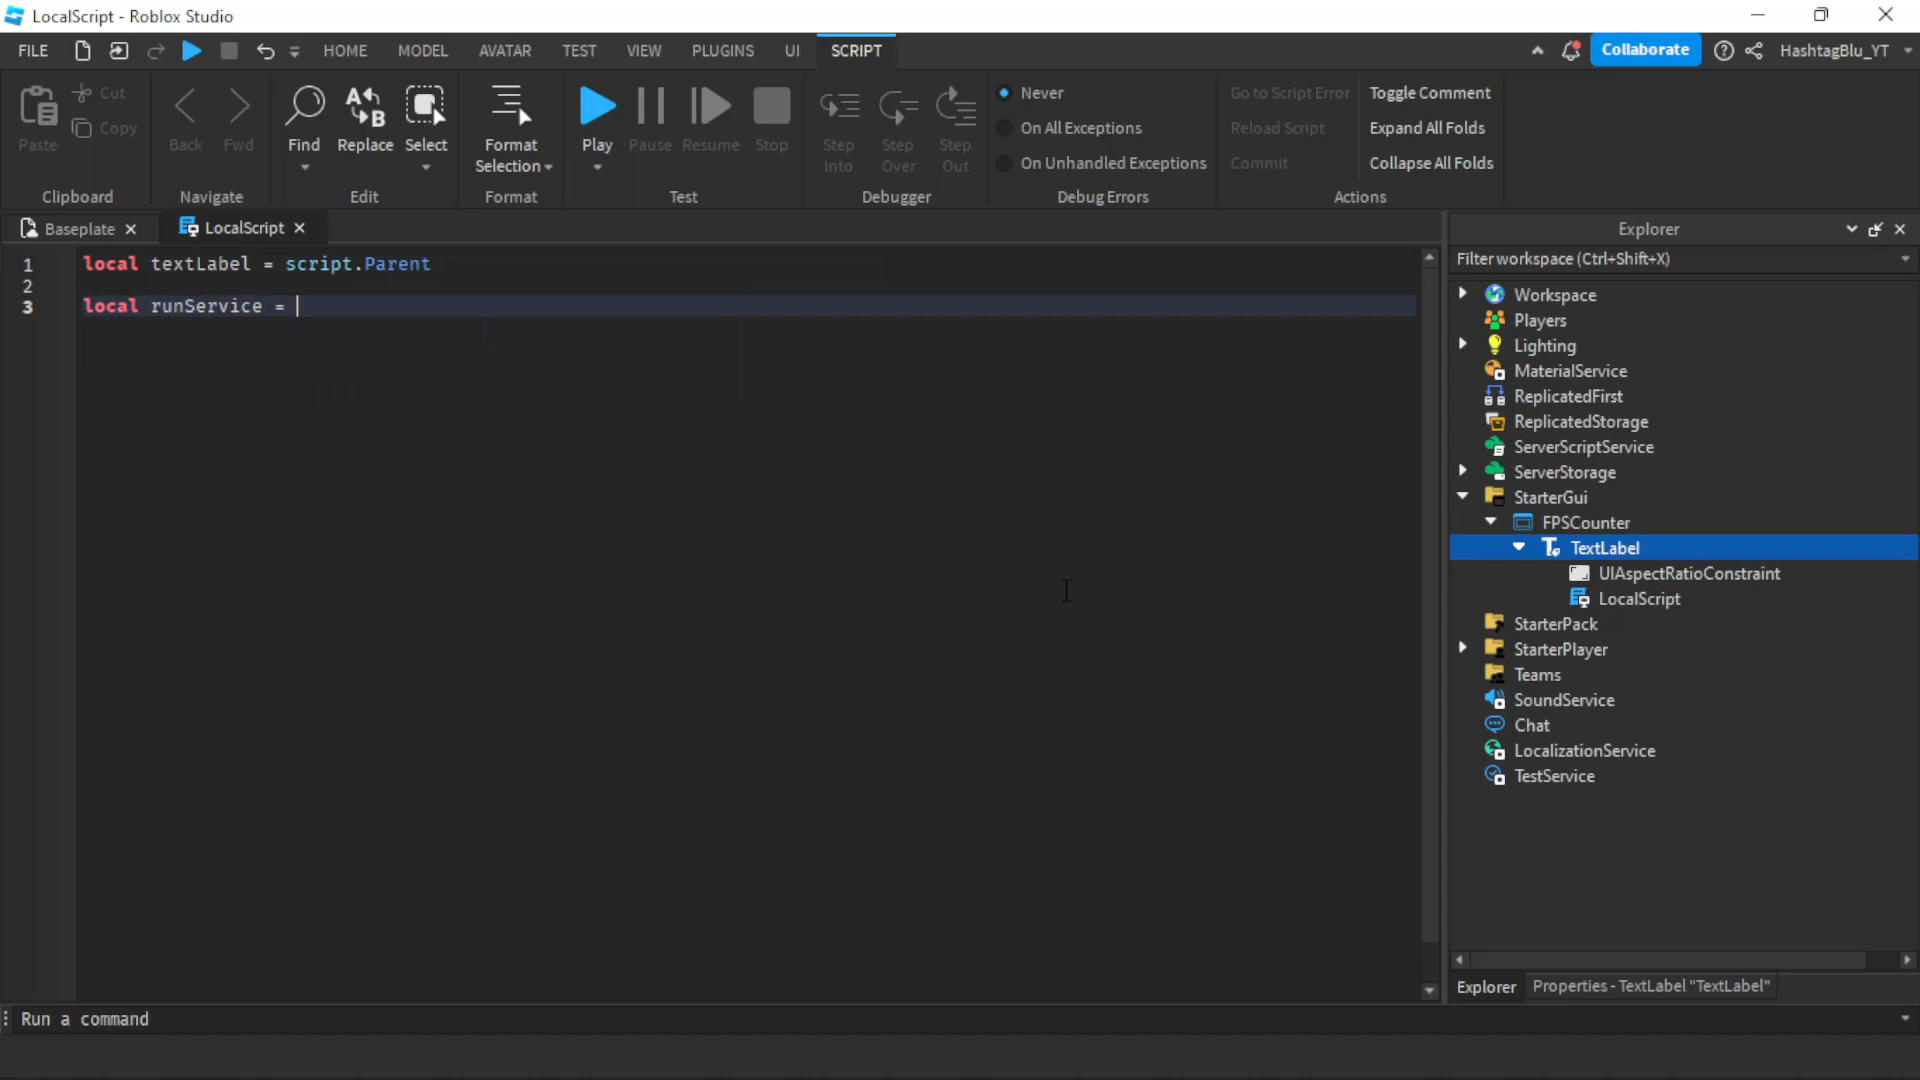 LocalScript - Roblox Studio
FILE HOME MODEL AVATAR TEST VIEW PLUGINS UI SCRIPT Collaborate HashtagBlu_YT
Paste Cut Copy
Clipboard
Back Fwd
Navigate
Find Replace Select
Edit
Format Selection
Format
Play Pause Resume Stop
Test
Step Into Step Over Step Out
Debugger
Never
On All Exceptions
On Unhandled Exceptions
Debug Errors
Go to Script Error Toggle Comment
Reload Script Expand All Folds
Commit Collapse All Folds
Actions
Baseplate LocalScript
1 local textLabel = script.Parent
2
3 local runService =
Explorer
Filter workspace (Ctrl+Shift+X)
Workspace
Players
Lighting
MaterialService
ReplicatedFirst
ReplicatedStorage
ServerScriptService
ServerStorage
StarterGui
FPSCounter
TextLabel
UIAspectRatioConstraint
LocalScript
StarterPack
StarterPlayer
Teams
SoundService
Chat
LocalizationService
TestService
Explorer Properties - TextLabel "TextLabel"
Run a command